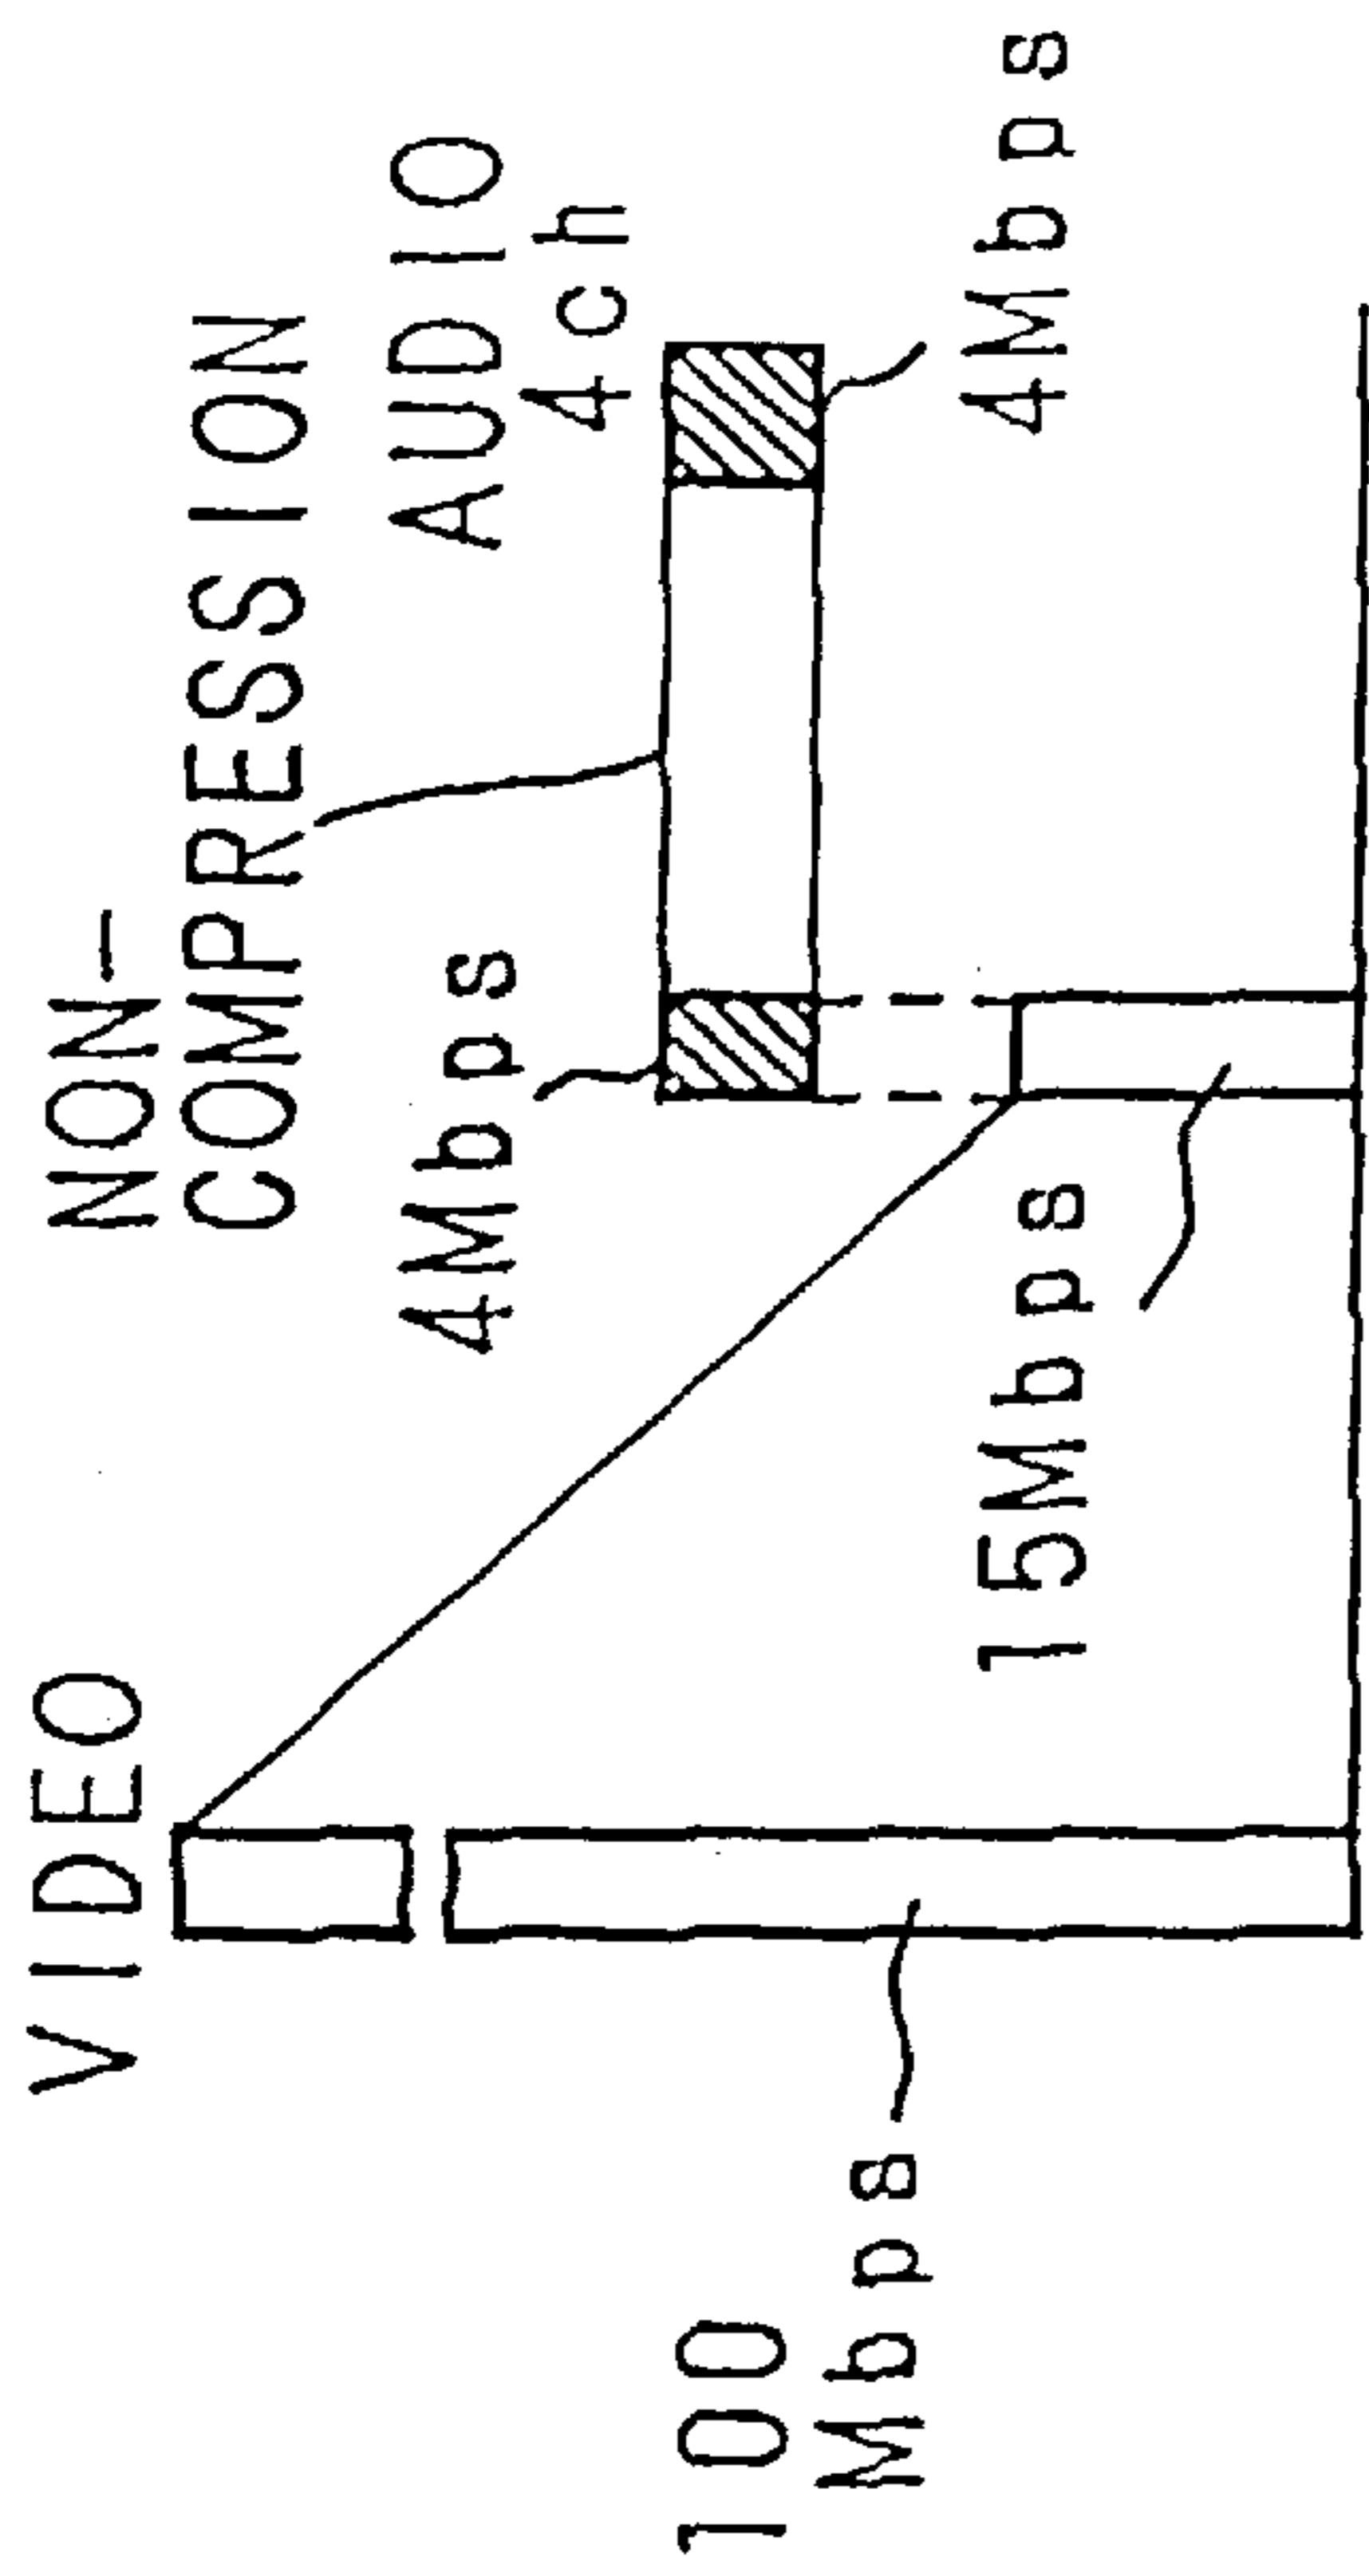 VIDEO
NON-
COMPRESSION
AUDIO
4ch
4Mbps
4Mbps
15Mbps
100
Mbps